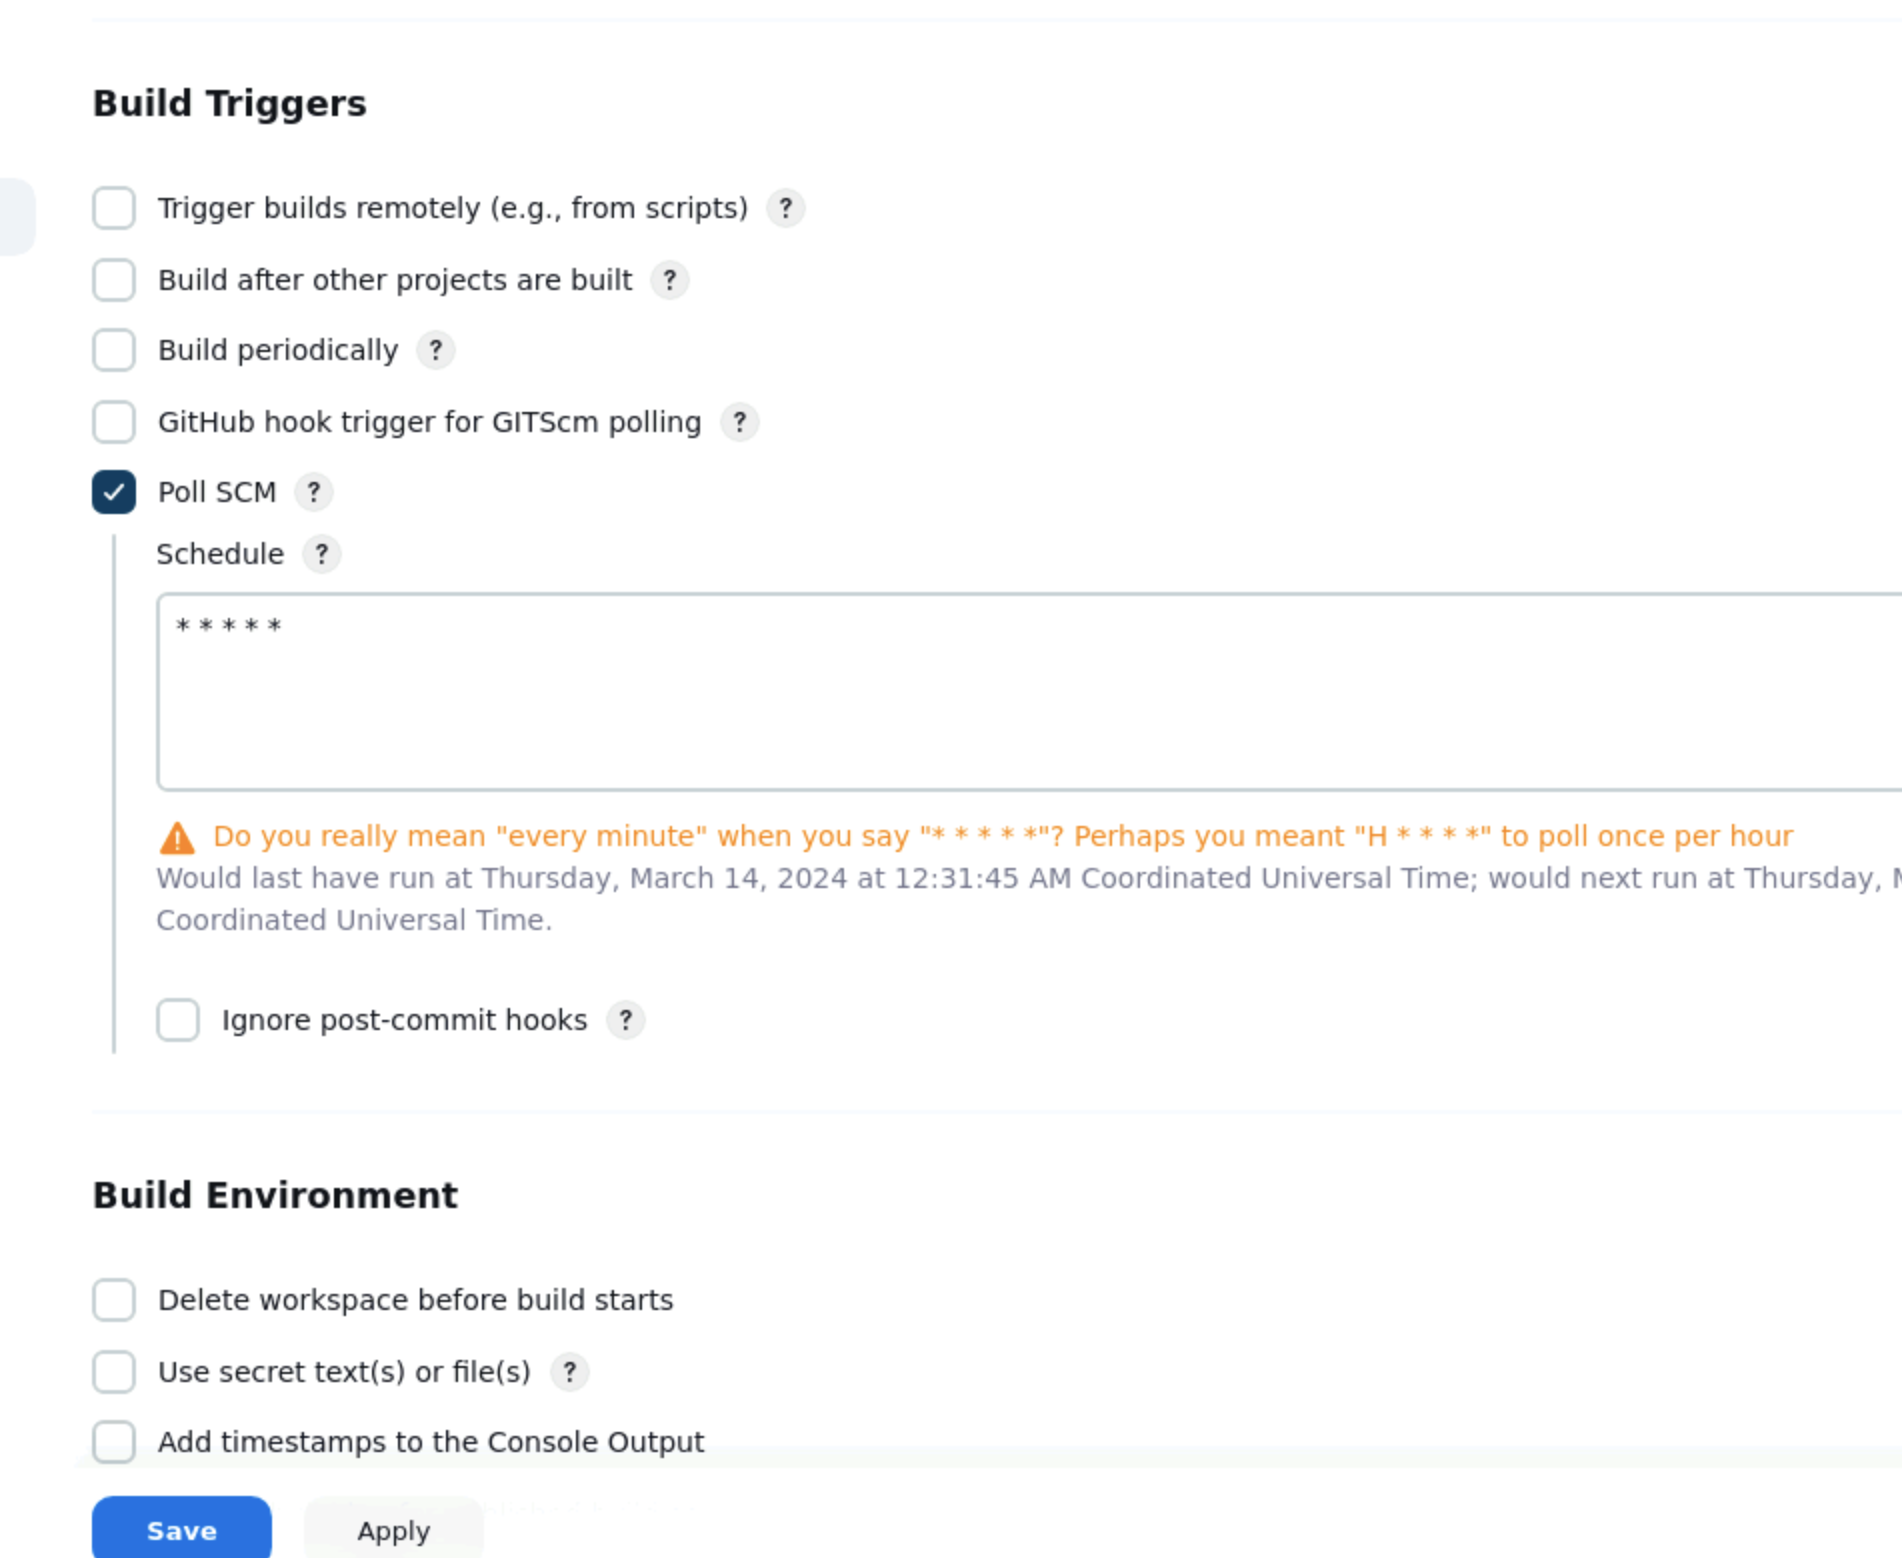 Build Triggers
Trigger builds remotely (e.g., from scripts) ?
Build after other projects are built ?
Build periodically ?
GitHub hook trigger for GITScm polling ?
Poll SCM ?
Schedule ?
* * * * *
Do you really mean "every minute" when you say "* * * * *"? Perhaps you meant "H * * * *" to poll once per hour
Would last have run at Thursday, March 14, 2024 at 12:31:45 AM Coordinated Universal Time; would next run at Thursday,
Coordinated Universal Time.
Ignore post-commit hooks ?
Build Environment
Delete workspace before build starts
Use secret text(s) or file(s) ?
Add timestamps to the Console Output
Save Apply